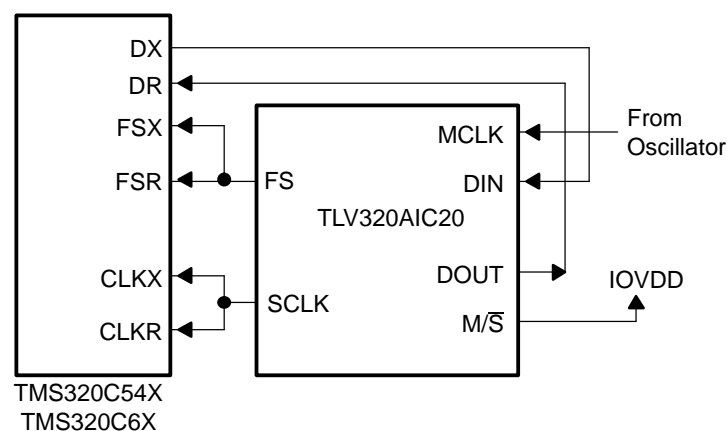 DX
DR
FSX
FSR
CLKX
CLKR
TMS320C54X
TMS320C6X
FS
SCLK
TLV320AIC20
MCLK
DIN
DOUT
M/S̅
From
Oscillator
IOVDD